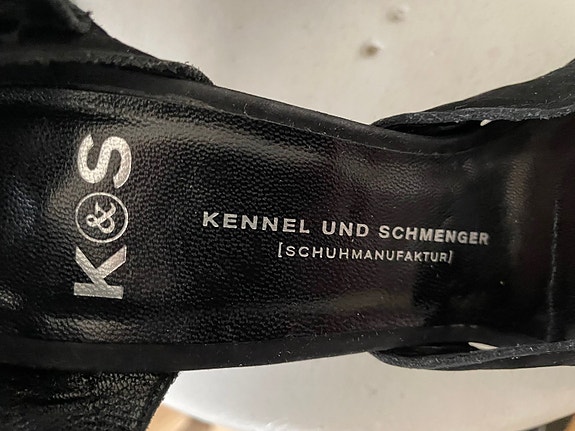 K&S
KENNEL UND SCHMENGER
[SCHUHMANUFAKTUR]